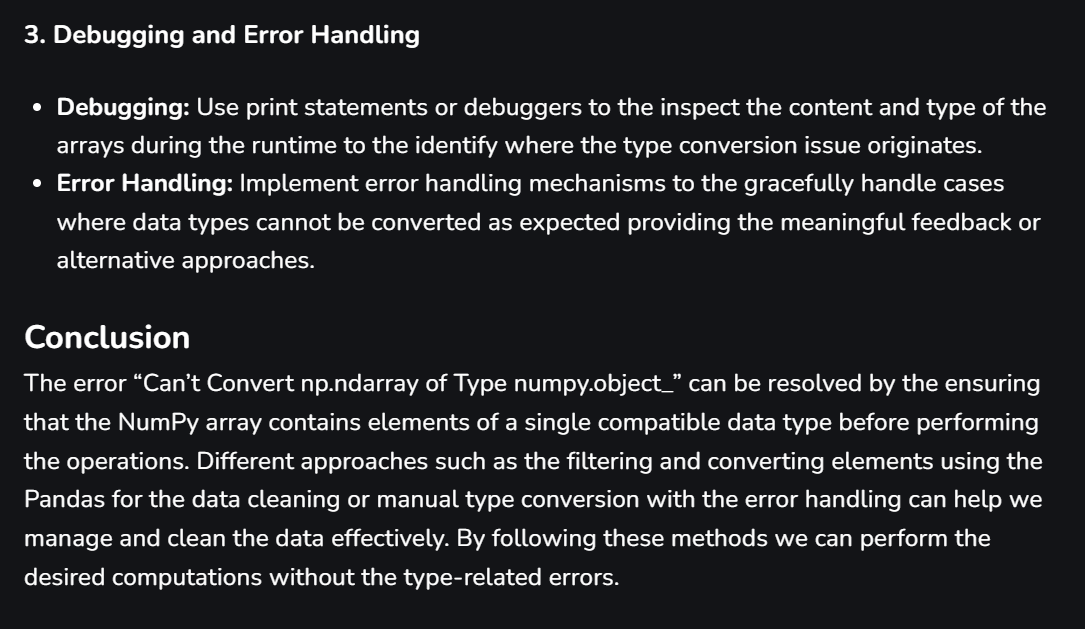 3. Debugging and Error Handling
• Debugging: Use print statements or debuggers to the inspect the content and type of the
arrays during the runtime to the identify where the type conversion issue originates.
• Error Handling: Implement error handling mechanisms to the gracefully handle cases
where data types cannot be converted as expected providing the meaningful feedback or
alternative approaches.
Conclusion
The error “Can’t Convert np.ndarray of Type numpy.object_” can be resolved by the ensuring
that the NumPy array contains elements of a single compatible data type before performing
the operations. Different approaches such as the filtering and converting elements using the
Pandas for the data cleaning or manual type conversion with the error handling can help we
manage and clean the data effectively. By following these methods we can perform the
desired computations without the type-related errors.